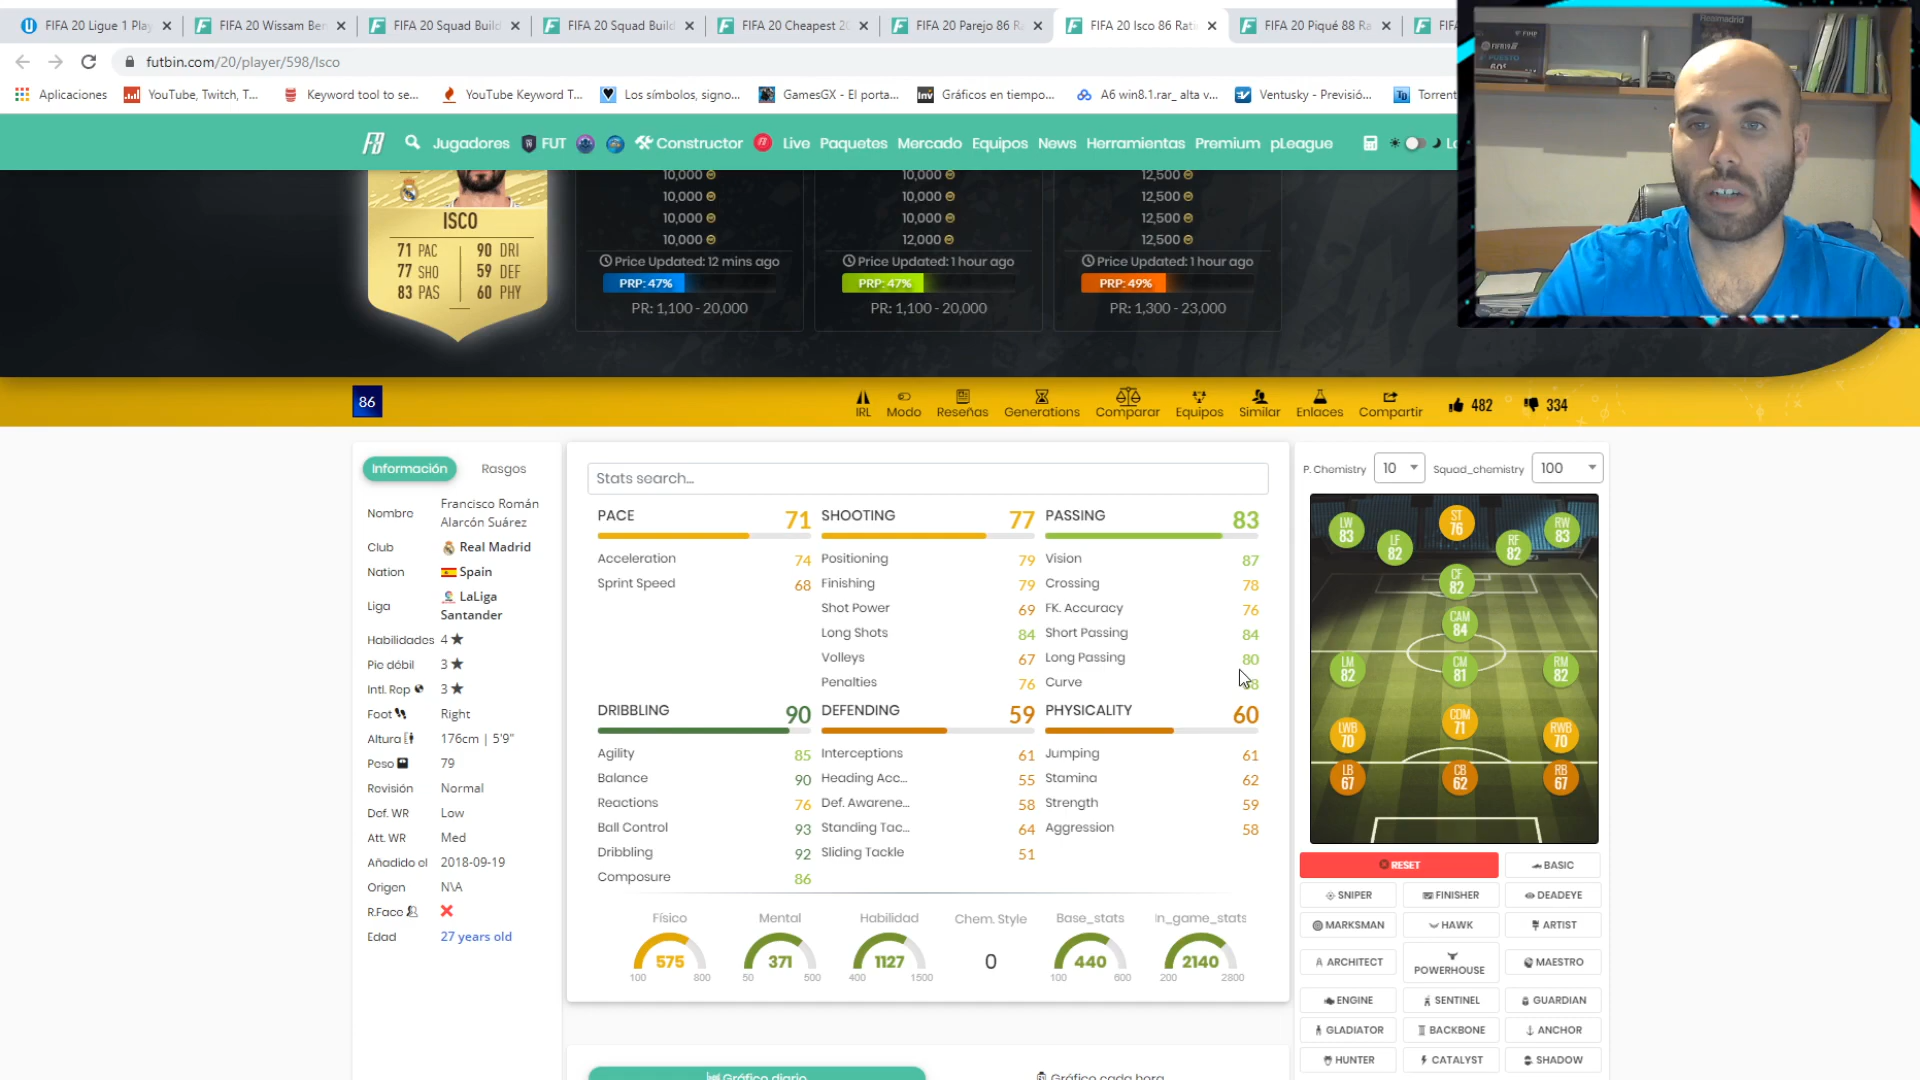 FIFA 20 Ligue 1 Play
FIFA 20 Wissam Ben
FIFA 20 Squad Build
FIFA 20 Squad Build
FIFA 20 Cheapest 2
FIFA 20 Parejo 86 R
FIFA 20 Isco 86 Rati
FIFA 20 Piqué 88 Ra
FIFA
futbin.com/20/player/598/Isco
Aplicaciones
YouTube, Twitch, T...
Keyword tool to se...
YouTube Keyword T...
Los símbolos, signo...
GamesGX - El porta...
Gráficos en tiempo...
A6 win8.1.rar_ alta v...
Ventusky - Previsió...
Torrent
Jugadores FUT Constructor Live Paquetes Mercado Equipos News Herramientas Premium pLeague
ISCO
71 PAC 90 DRI
77 SHO 59 DEF
83 PAS 60 PHY
10,000 10,000 12,500
10,000 10,000 12,500
10,000 10,000 12,500
10,000 12,000 12,500
Price Updated: 12 mins ago
Price Updated: 1 hour ago
Price Updated: 1 hour ago
PRP: 47%
PRP: 47%
PRP: 49%
PR: 1,100 - 20,000
PR: 1,100 - 20,000
PR: 1,300 - 23,000
86
IRL Modo Reseñas Generations Comparar Equipos Similar Enlaces Compartir 482 334
Información Rasgos
Nombre Francisco Román Alarcón Suárez
Club Real Madrid
Nation Spain
Liga LaLiga Santander
Habilidades 4
Pie débil 3
Intl. Rep 3
Foot Right
Altura 176cm | 5'9"
Peso 79
Revisión Normal
Def. WR Low
Att. WR Med
Añadido el 2018-09-19
Origen N\A
R.Face
Edad 27 years old
Stats search...
PACE 71
Acceleration 74
Sprint Speed 68
SHOOTING 77
Positioning 79
Finishing 79
Shot Power 69
Long Shots 84
Volleys 67
Penalties 76
PASSING 83
Vision 87
Crossing 78
FK. Accuracy 76
Short Passing 84
Long Passing 80
Curve
DRIBBLING 90
Agility 85
Balance 90
Reactions 76
Ball Control 93
Dribbling 92
Composure 86
DEFENDING 59
Interceptions 61
Heading Acc... 55
Def. Awarene... 58
Standing Tac... 64
Sliding Tackle 51
PHYSICALITY 60
Jumping 61
Stamina 62
Strength 59
Aggression 58
Físico 575 100 800
Mental 371 50 500
Habilidad 1127 400 1500
Chem. Style 0
Base_stats 440 100 600
In_game_stats 2140 200 2800
Gráfico diario
Gráfico cada hora
P. Chemistry 10 Squad_chemistry 100
LW 83
ST 76
RW 83
LF 82
RF 82
CF 82
CAM 84
LM 82
CM 81
RM 82
LWB 70
CDM 71
RWB 70
LB 67
CB 62
RB 67
RESET BASIC
SNIPER FINISHER DEADEYE
MARKSMAN HAWK ARTIST
ARCHITECT POWERHOUSE MAESTRO
ENGINE SENTINEL GUARDIAN
GLADIATOR BACKBONE ANCHOR
HUNTER CATALYST SHADOW